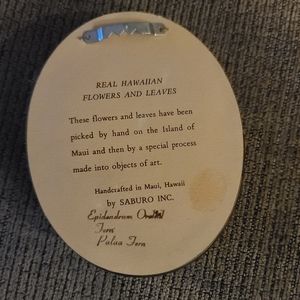 REAL HAWAIIAN
FLOWERS AND LEAVES
These flowers and leaves have been
picked by hand on the Island of
Maui and then by a special process
made into objects of art.
Handcrafted in Maui, Hawaii
by SABURO INC.
Epidendrum Orchid
Fern
Palaa Fern